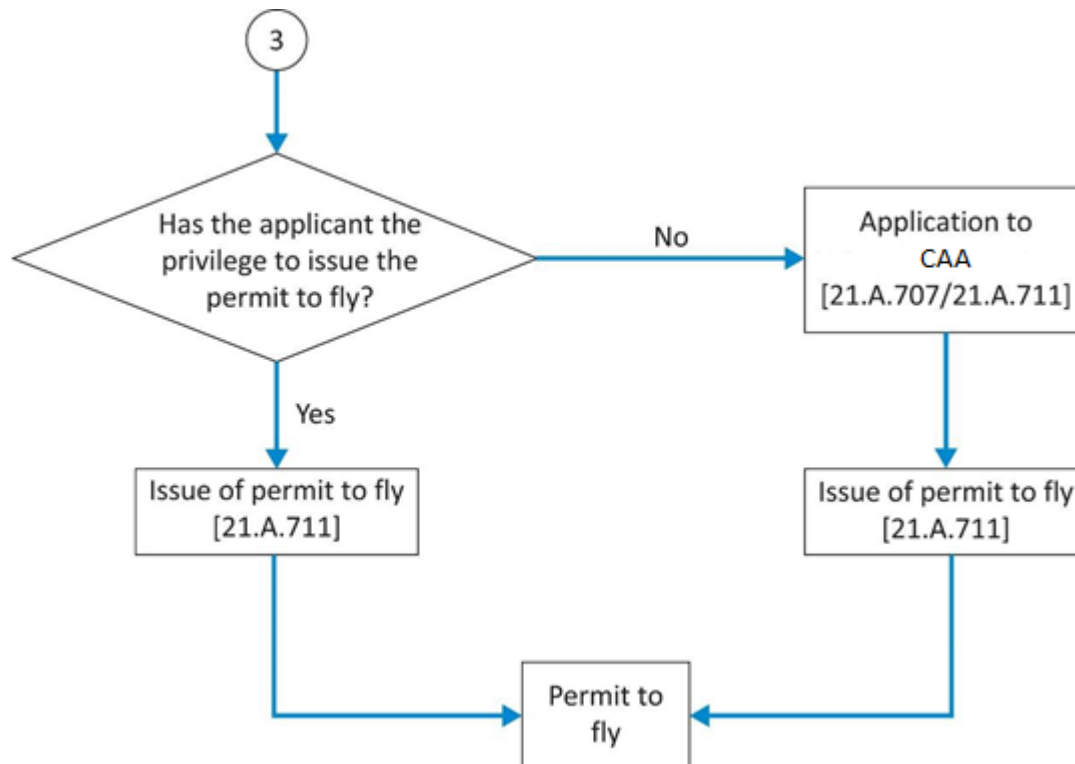 3
Has the applicant the
privilege to issue the
permit to fly?
No
Application to
CAA
[21.A.707/21.A.711]
Yes
Issue of permit to fly
[21.A.711]
Issue of permit to fly
[21.A.711]
Permit to
fly